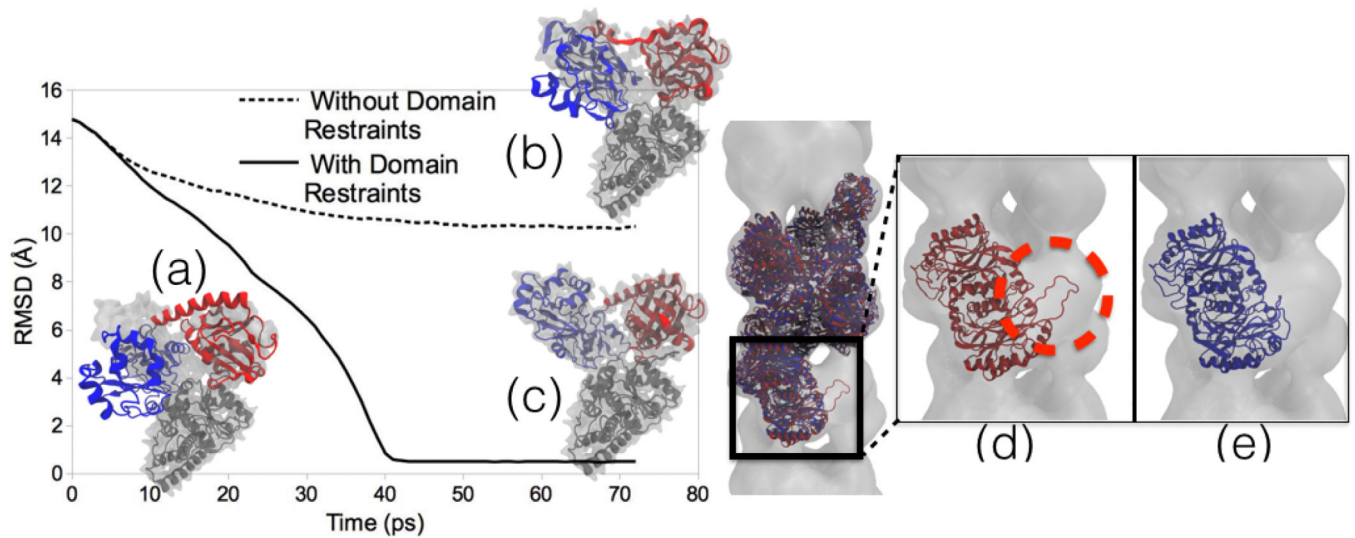 (b)
16
14
12
10
8
6
4
2
0
RMSD (Å)
Without Domain
Restraints
With Domain
Restraints
(a)
(c)
0
10
20
30
40
50
60
70
80
Time (ps)
(d)
(e)